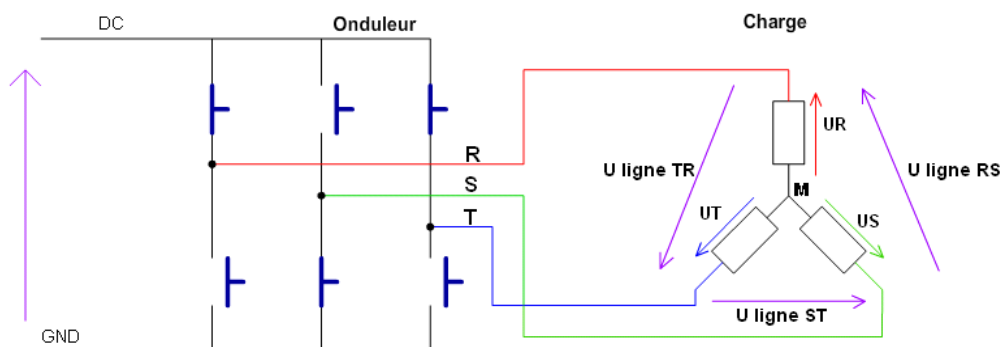 DC
Onduleur
Charge
R
S
T
UR
U ligne TR
U ligne RS
M
UT
US
U ligne ST
GND